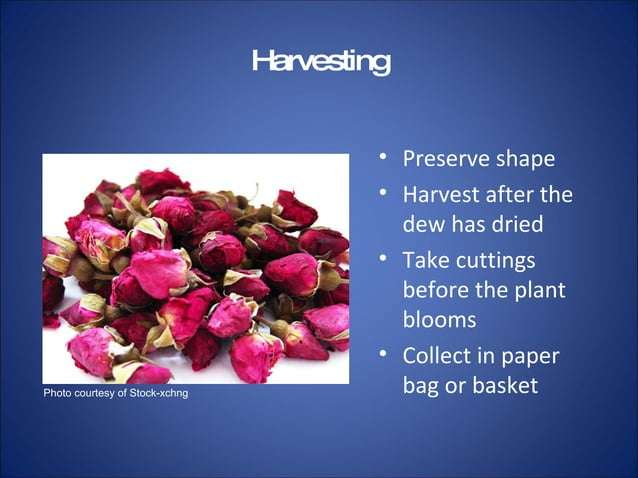 Harvesting
• Preserve shape
• Harvest after the
dew has dried
• Take cuttings
before the plant
blooms
• Collect in paper
bag or basket
Photo courtesy of Stock-xchng